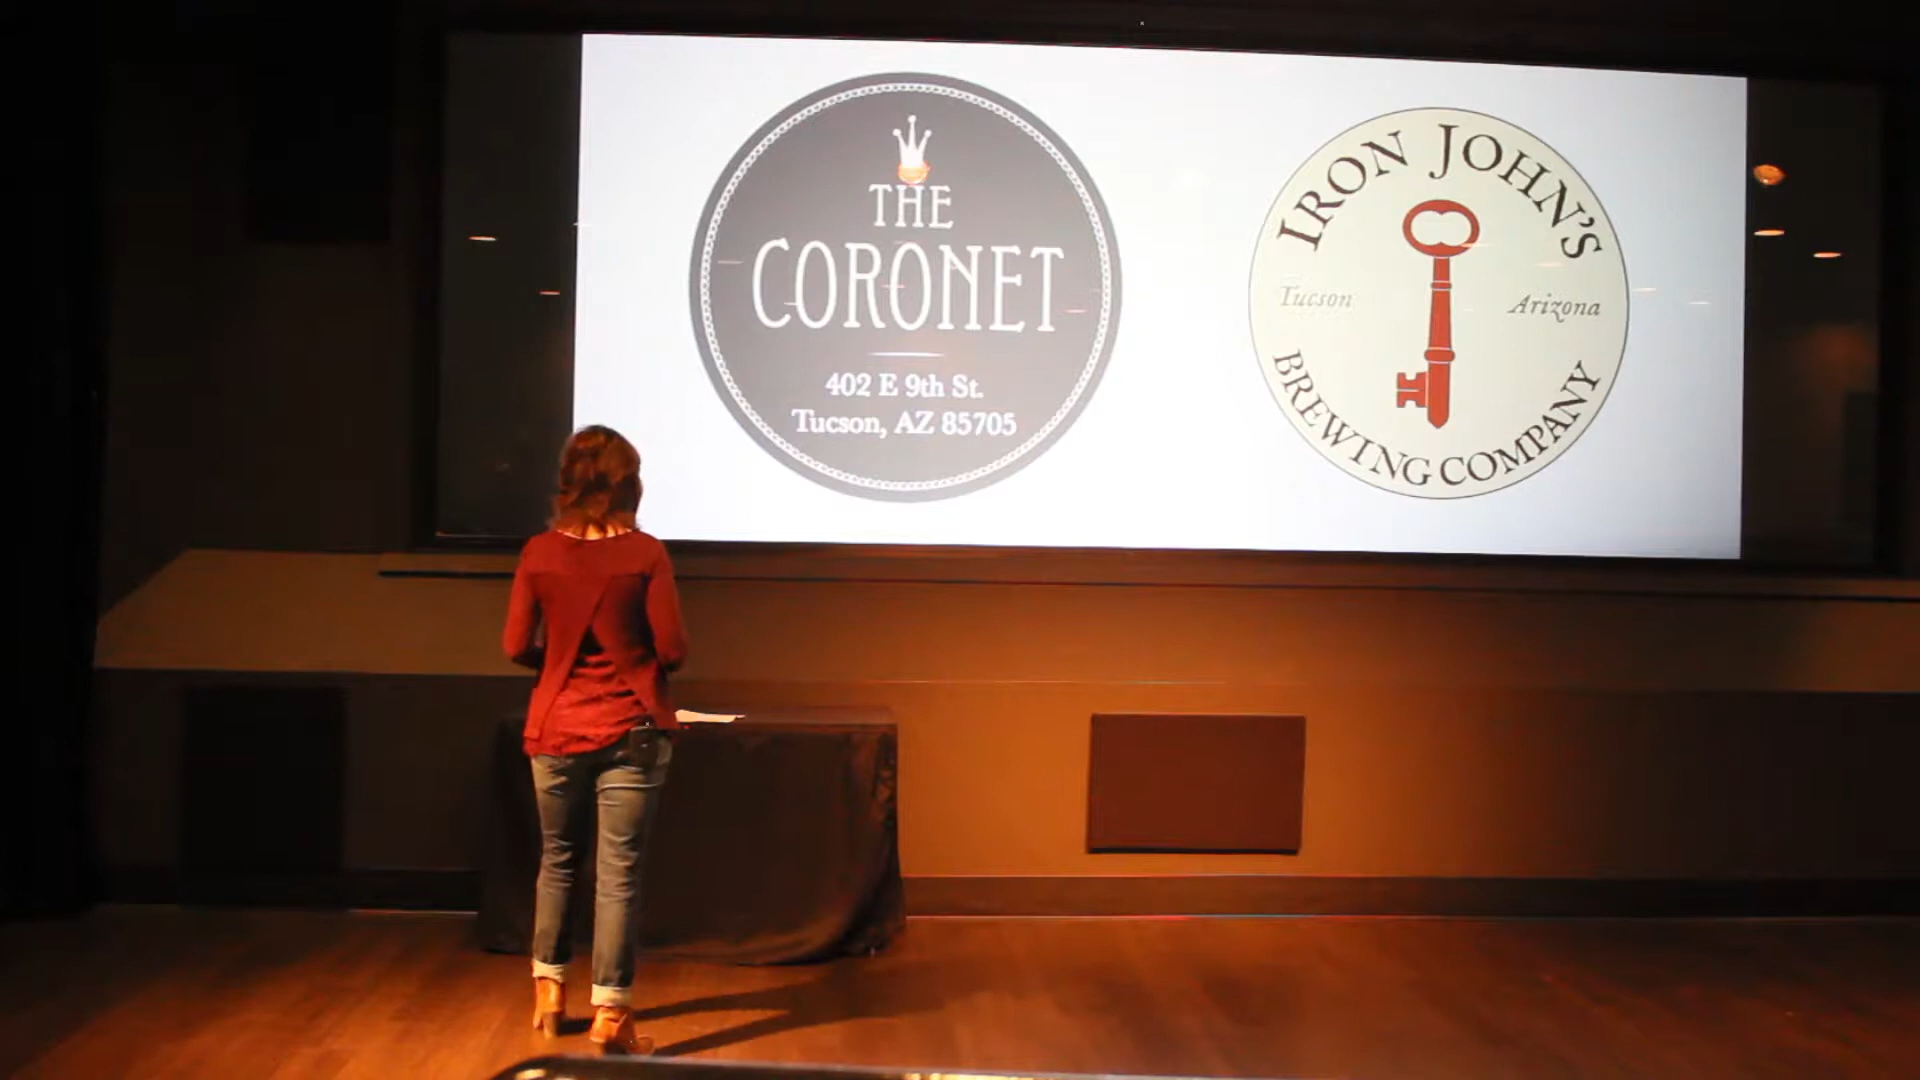 THE
CORONET
402 E 9th St.
Tucson, AZ 85705
IRON JOHN'S
Tucson Arizona
BREWING COMPANY